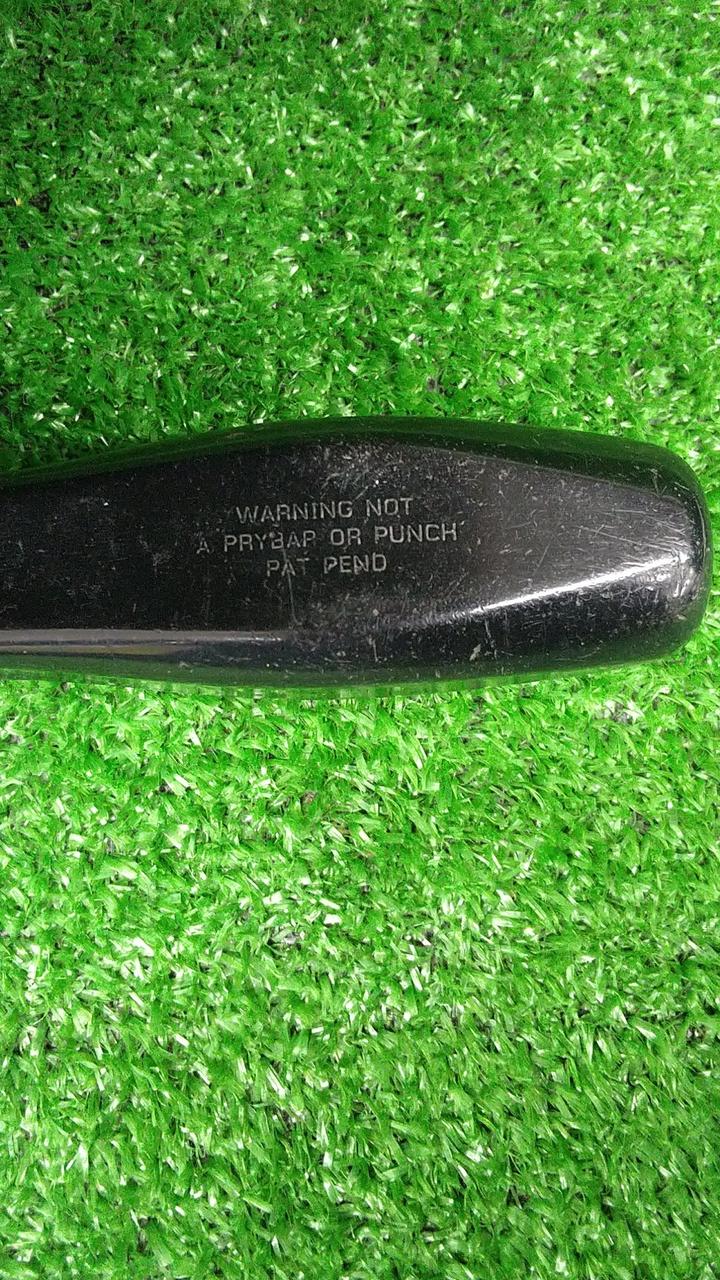 WARNING NOT
A PRYBAR OR PUNCH
PAT PEND